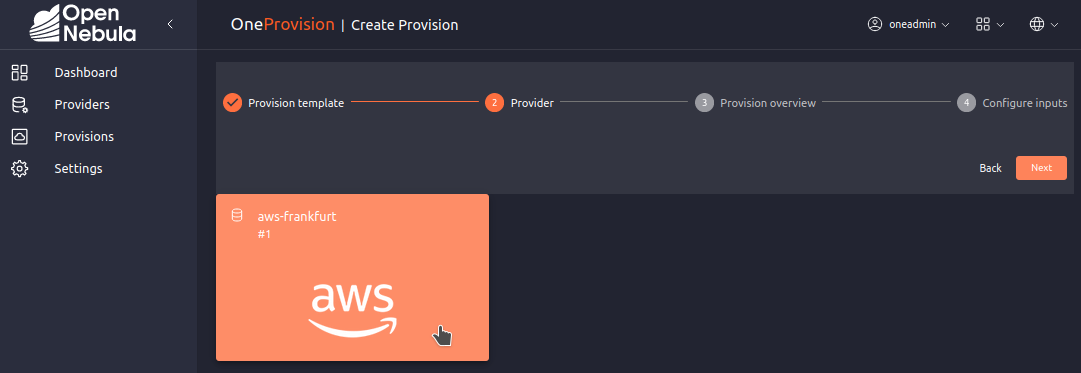 Open
Nebula
OneProvision | Create Provision
oneadmin
Dashboard
Providers
Provisions
Settings
Provision template
2 Provider
3 Provision overview
4 Configure inputs
Back
Next
aws-frankfurt
#1
aws